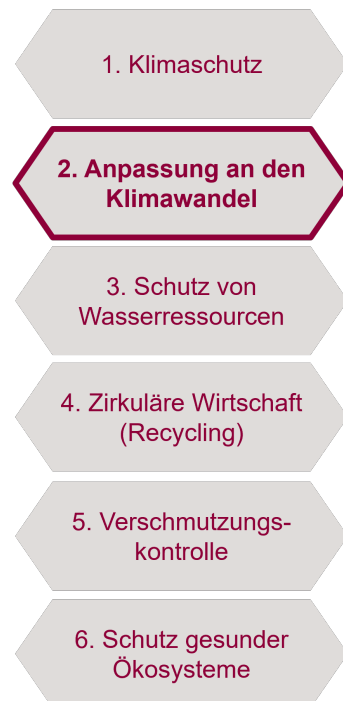 1. Klimaschutz
2. Anpassung an den
Klimawandel
3. Schutz von
Wasserressourcen
4. Zirkuläre Wirtschaft
(Recycling)
5. Verschmutzungs-
kontrolle
6. Schutz gesunder
Ökosysteme